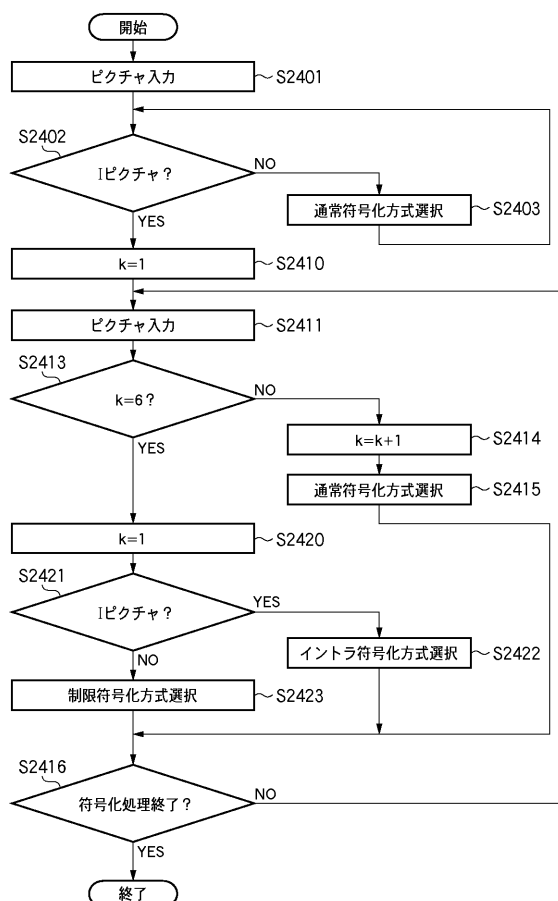 開始
ピクチャ入力 S2401
S2402
Iピクチャ?
NO
通常符号化方式選択 S2403
YES
k=1 S2410
ピクチャ入力 S2411
S2413
k=6?
NO
k=k+1 S2414
YES
通常符号化方式選択 S2415
k=1 S2420
S2421
Iピクチャ?
YES
イントラ符号化方式選択 S2422
NO
制限符号化方式選択 S2423
S2416
符号化処理終了?
NO
YES
終了